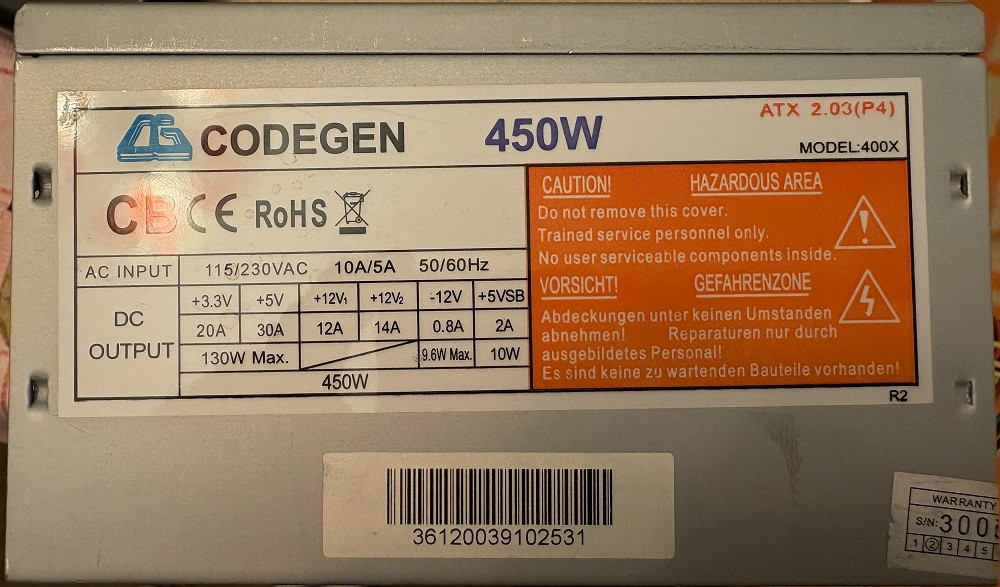 CODEGEN 450W ATX 2.03(P4)
MODEL:400X
CB CE RoHS
AC INPUT 115/230VAC 10A/5A 50/60Hz
DC OUTPUT +3.3V +5V +12V1 +12V2 -12V +5VSB
20A 30A 12A 14A 0.8A 2A
130W Max. 9.6W Max. 10W
450W
CAUTION! HAZARDOUS AREA
Do not remove this cover.
Trained service personnel only.
No user serviceable components inside.
VORSICHT! GEFAHRENZONE
Abdeckungen unter keinen Umstanden
abnehmen! Reparaturen nur durch
ausgebildetes Personal!
Es sind keine zu wartenden Bauteile vorhanden!
R2
36120039102531
WARRANTY
S/N:300
1 2 3 4 5